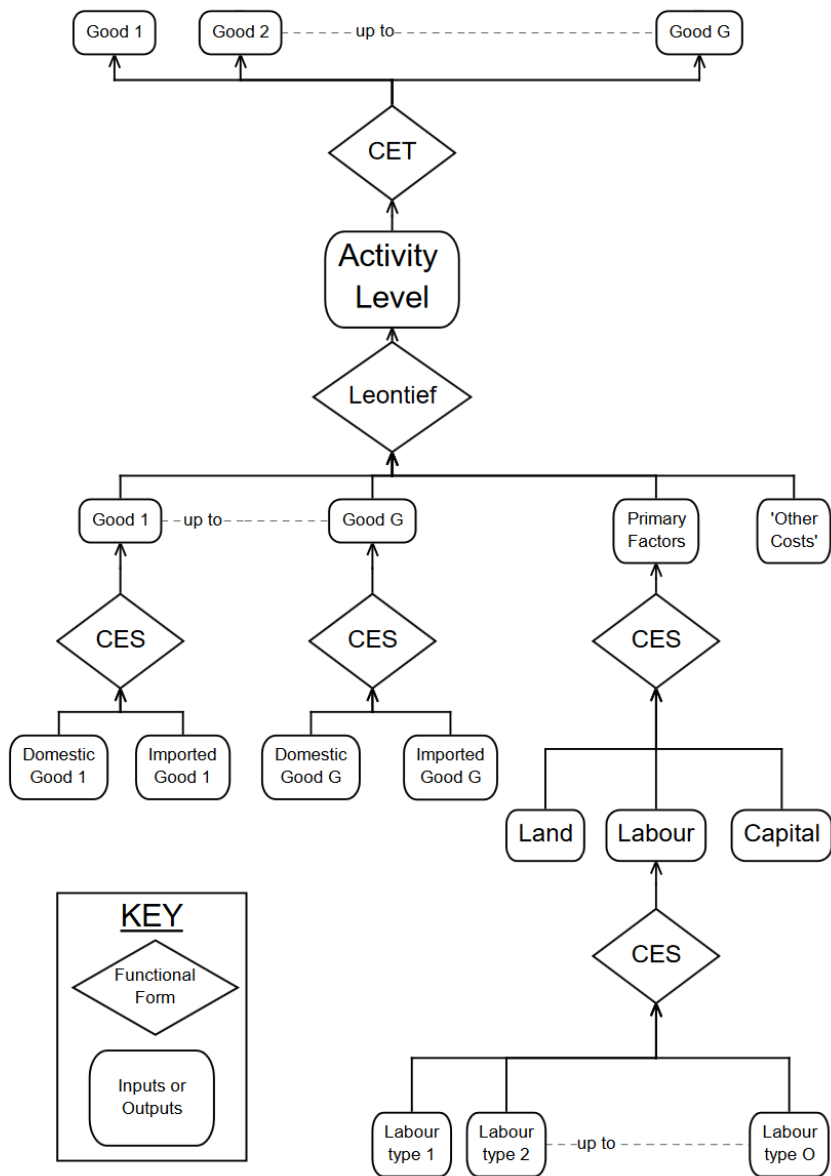 Good 1
Good 2
up to
Good G
CET
Activity
Level
Leontief
Good 1
up to
Good G
Primary
Factors
'Other
Costs'
CES
CES
CES
Domestic
Good 1
Imported
Good 1
Domestic
Good G
Imported
Good G
Land
Labour
Capital
KEY
Functional
Form
Inputs or
Outputs
CES
Labour
type 1
Labour
type 2
up to
Labour
type O